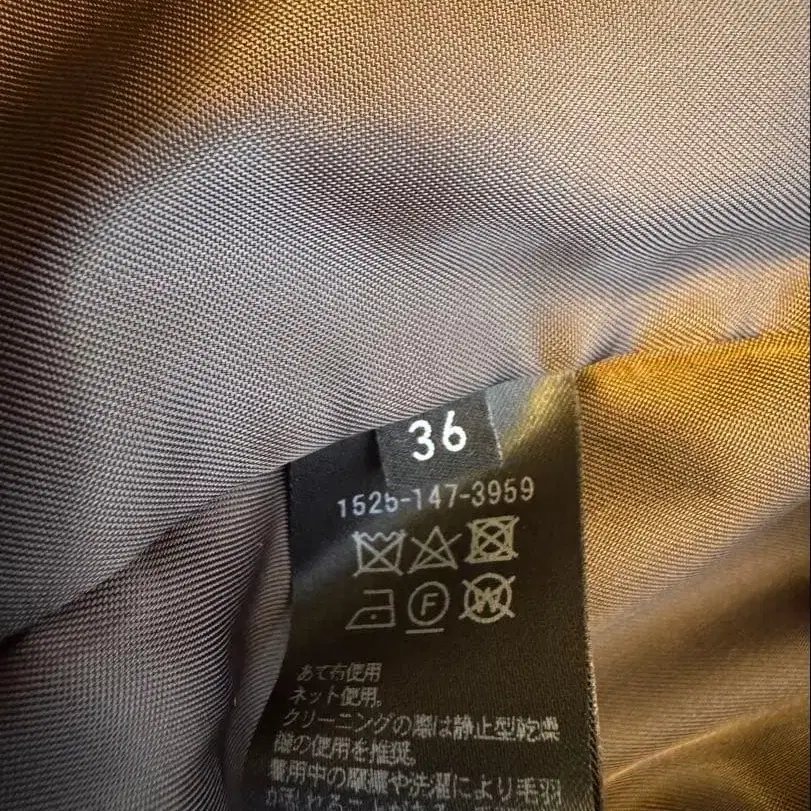 36
1525-147-3959
F
W
あて布使用
ネット使用。
クリーニングの際は静止型乾燥
機の使用を推奨。
着用中の摩擦や洗濯により毛羽